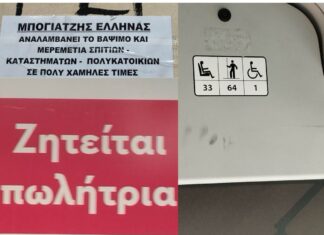 ΜΠΟΓΙΑΤΖΗΣ ΕΛΛΗΝΑΣ
ΑΝΑΛΑΜΒΑΝΕΙ ΤΟ ΒΑΨΙΜΟ ΚΑΙ
ΜΕΡΕΜΕΤΙΑ ΣΠΙΤΙΩΝ-
ΚΑΤΑΣΤΗΜΑΤΩΝ - ΠΟΛΥΚΑΤΟΙΚΙΩΝ
ΣΕ ΠΟΛΥ ΧΑΜΗΛΕΣ ΤΙΜΕΣ
Ζητείται
πωλήτρια
33 64 1